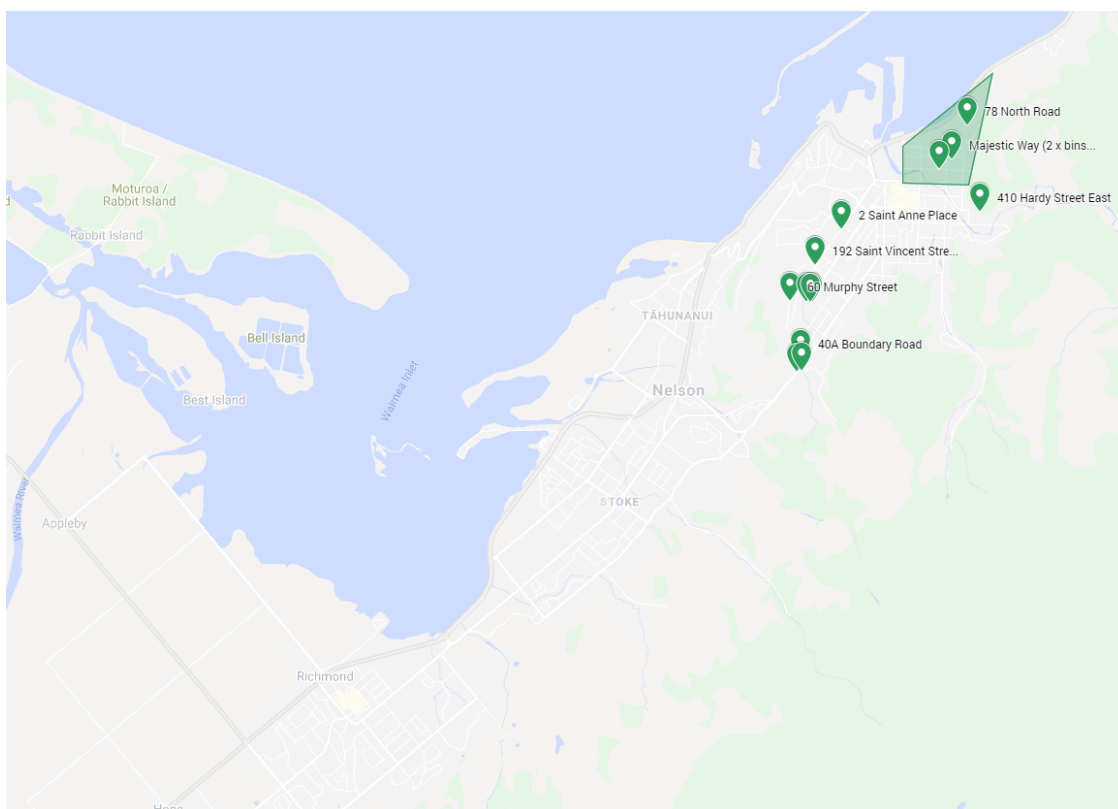 78 North Road
Majestic Way (2 x bins...
Moturoa /
Rabbit Island
410 Hardy Street East
2 Saint Anne Place
Rabbit Island
192 Saint Vincent Stre...
60 Murphy Street
TĀHUNANUI
Bell Island
40A Boundary Road
Waimea Inlet
Nelson
Best Island
Waimea River
STOKE
Appleby
Richmond
Hope